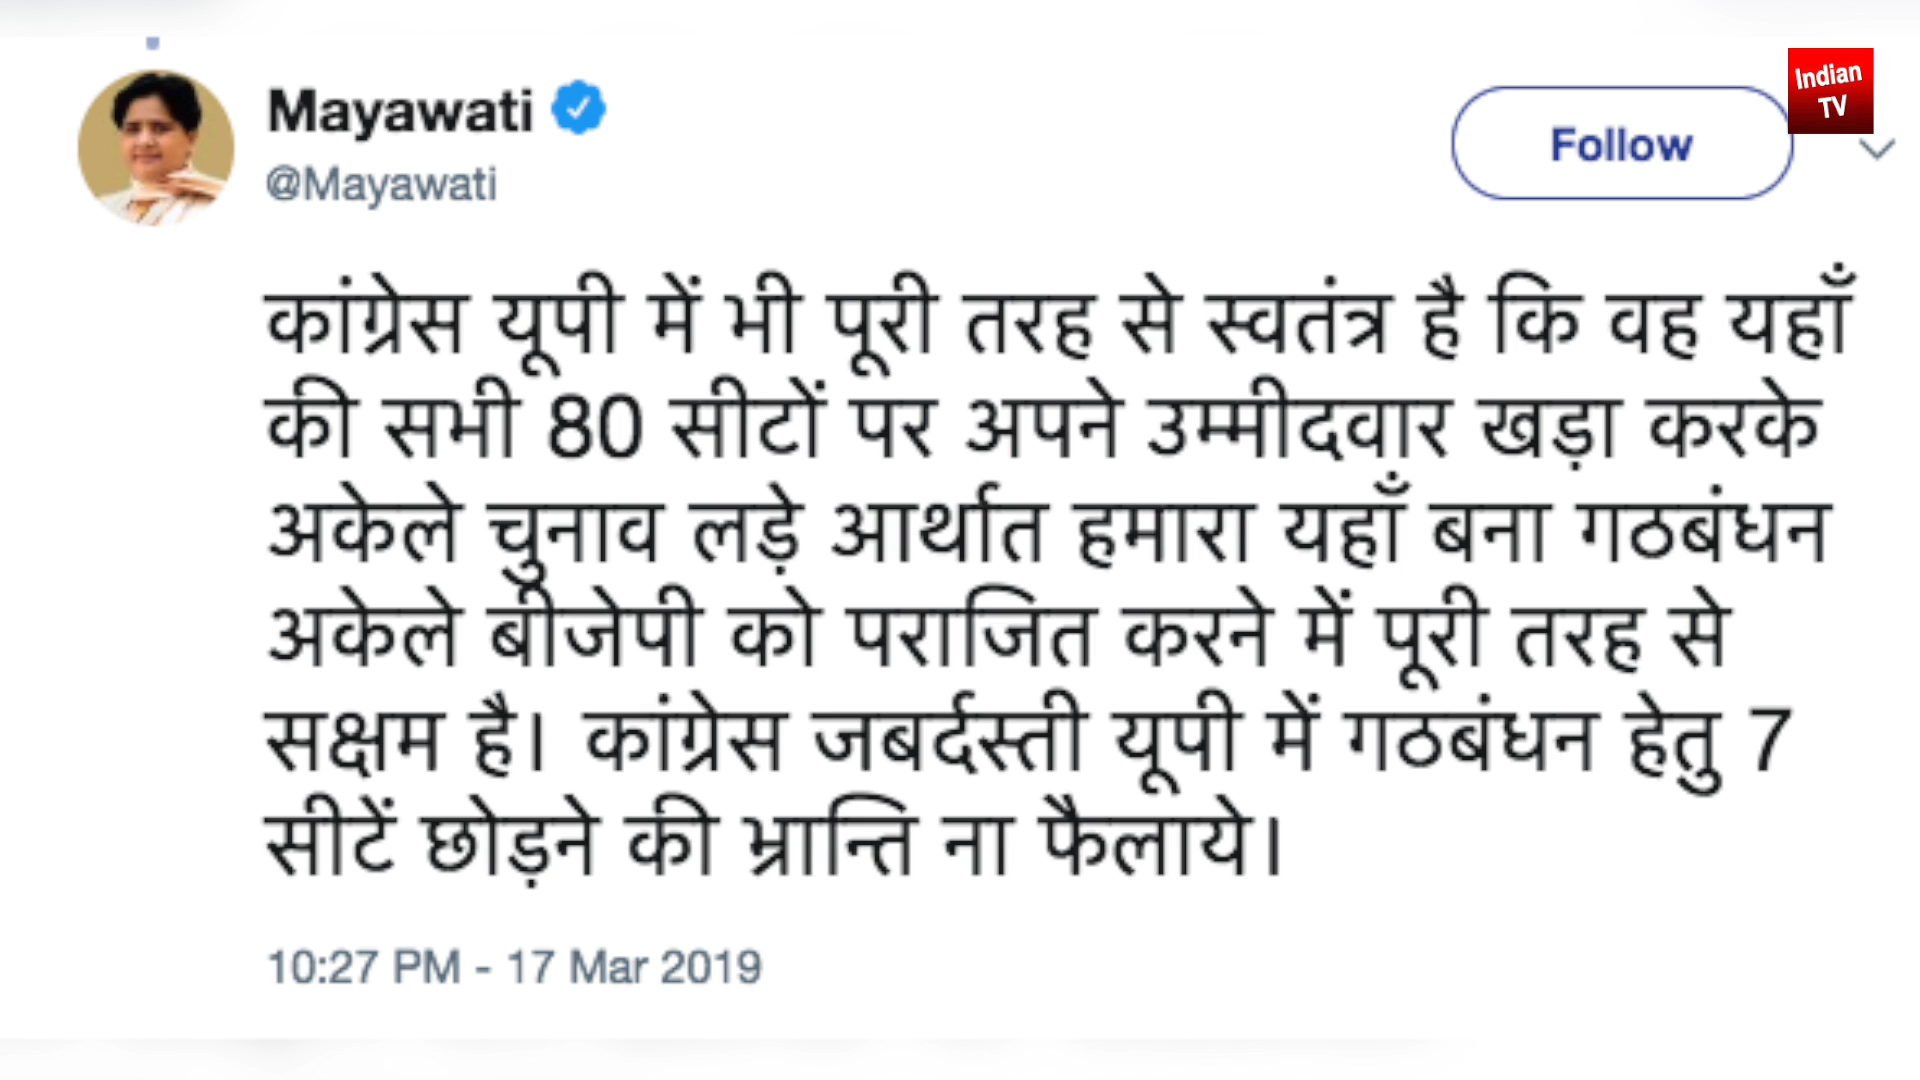 Mayawati
@Mayawati
Follow
Indian
TV
कांग्रेस यूपी में भी पूरी तरह से स्वतंत्र है कि वह यहाँ
की सभी 80 सीटों पर अपने उम्मीदवार खड़ा करके
अकेले चुनाव लड़े आर्थात हमारा यहाँ बना गठबंधन
अकेले बीजेपी को पराजित करने में पूरी तरह से
सक्षम है। कांग्रेस जबर्दस्ती यूपी में गठबंधन हेतु 7
सीटें छोड़ने की भ्रान्ति ना फैलाये।
10:27 PM - 17 Mar 2019